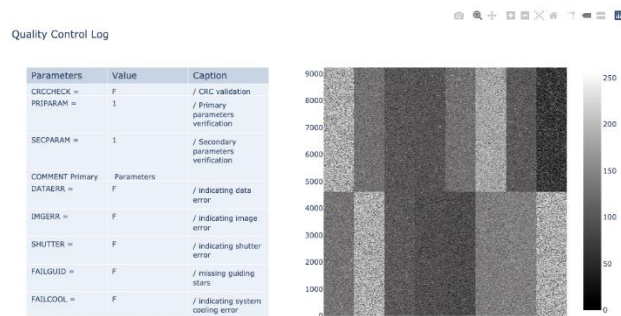 Quality Control Log
Parameters Value Caption
CRCCHECK = F / CRC validation
PRIPARAM = 1 / Primary
parameters
verification
SECPARAM = 1 / Secondary
parameters
verification
COMMENT Primary Parameters
DATAERR = F / indicating data
error
IMGERR = F / indicating image
error
SHUTTER = F / indicating shutter
error
FAILGUID = F / missing guiding
stars
FAILCOOL = F / indicating system
cooling error
9000
8000
7000
6000
5000
4000
3000
2000
1000
0
250
200
150
100
50
0